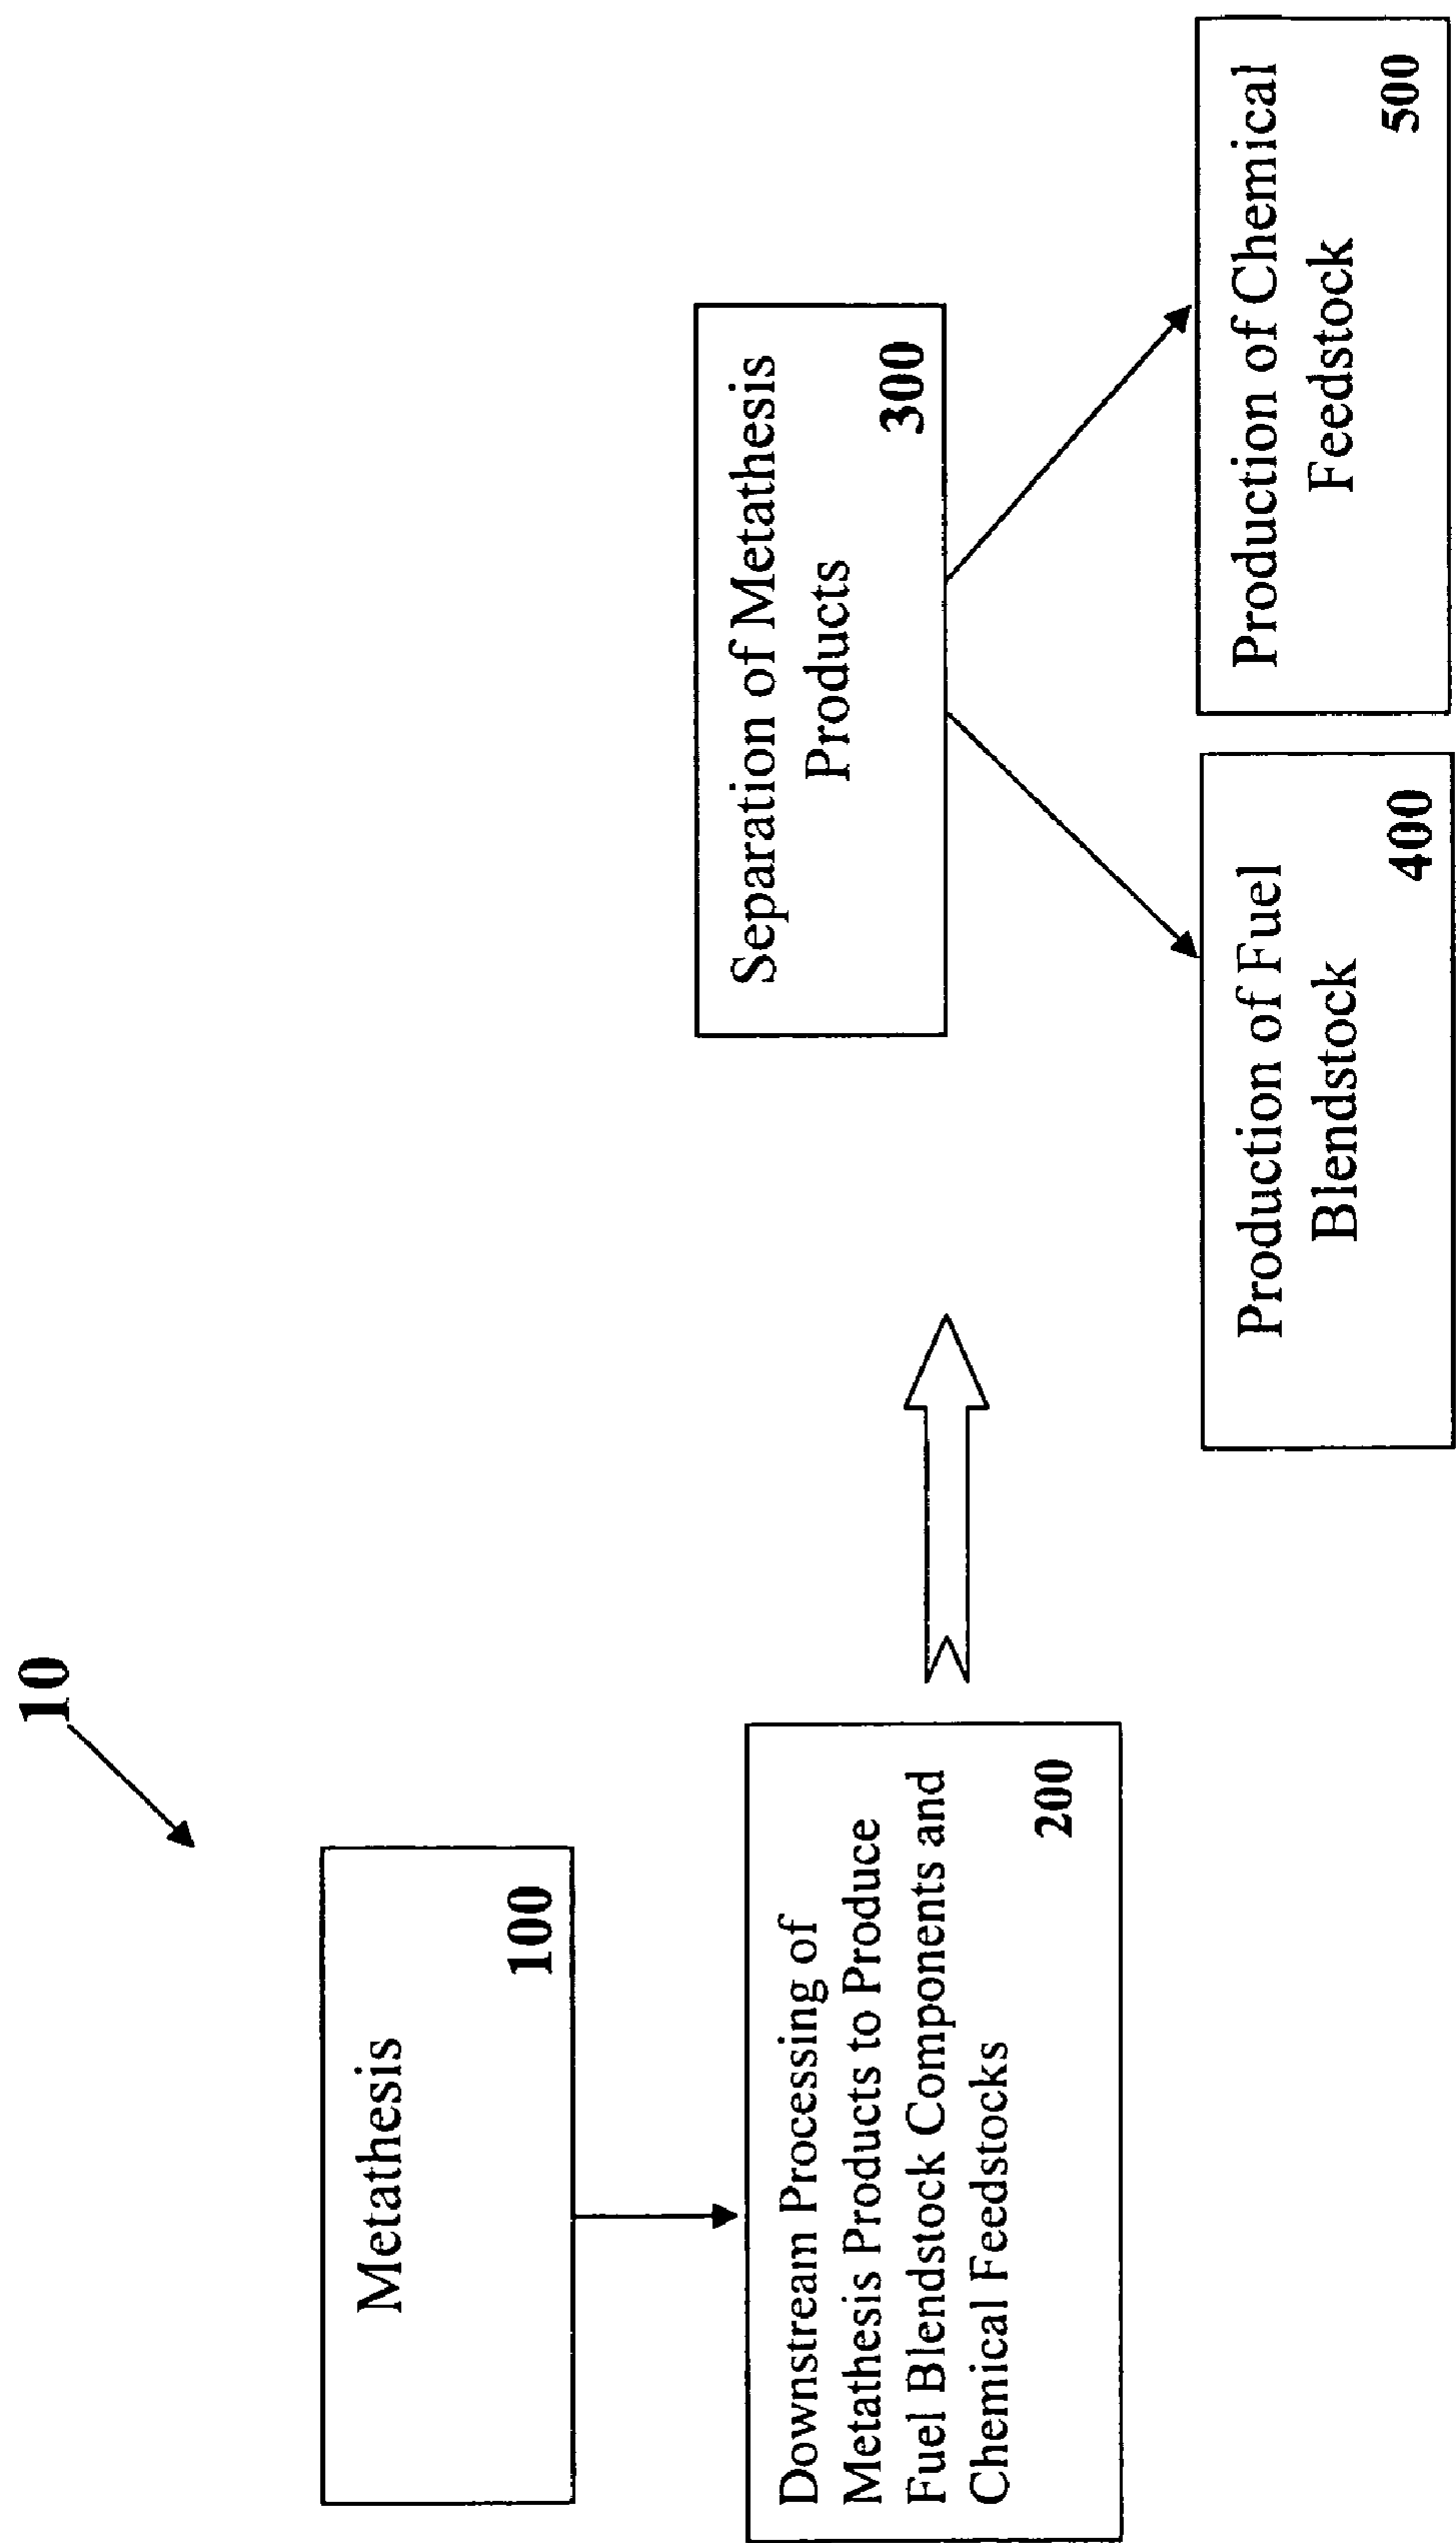 10
Metathesis
100
Downstream Processing of
Metathesis Products to Produce
Fuel Blendstock Components and
Chemical Feedstocks
200
Separation of Metathesis
Products
300
Production of Fuel
Blendstock
400
Production of Chemical
Feedstock
500